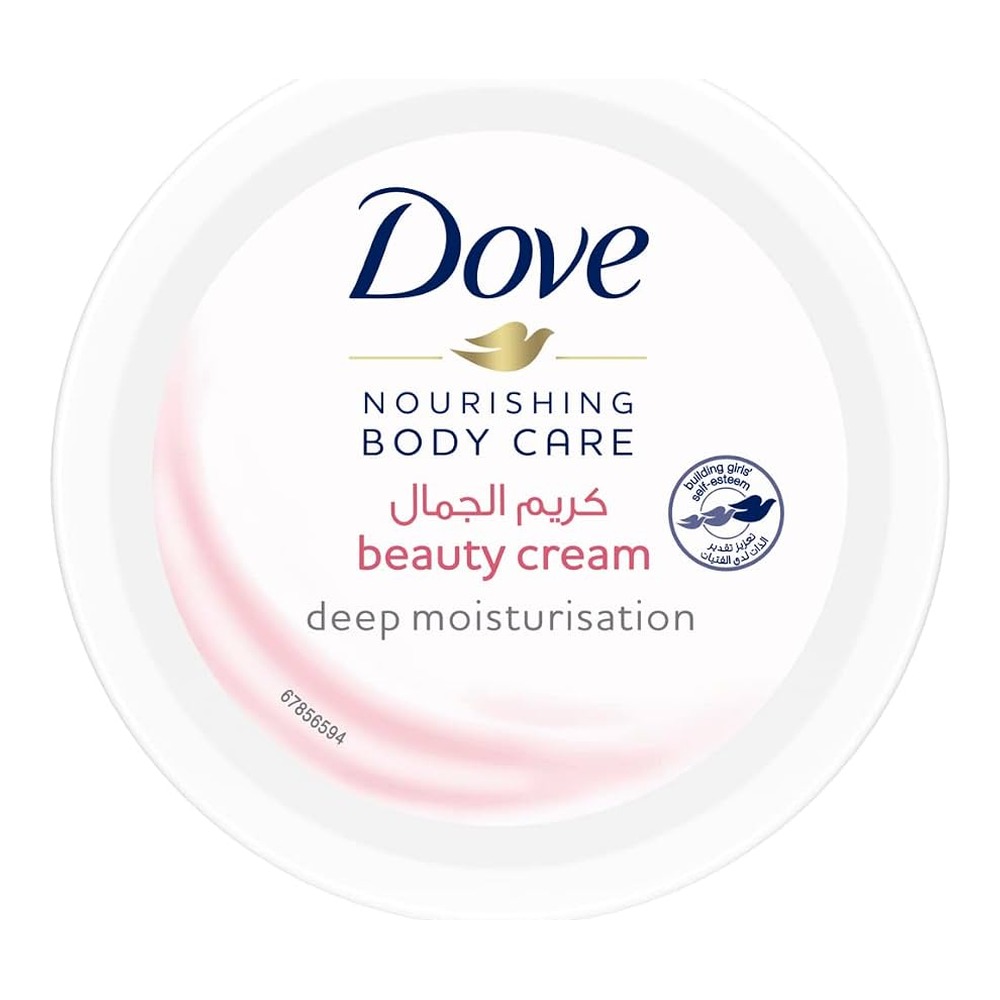 Dove
NOURISHING
BODY CARE
كريم الجمال
beauty cream
deep moisturisation
building girls'
self-esteem
تعزيز تقدير
الذات لدى الفتيات
67856594